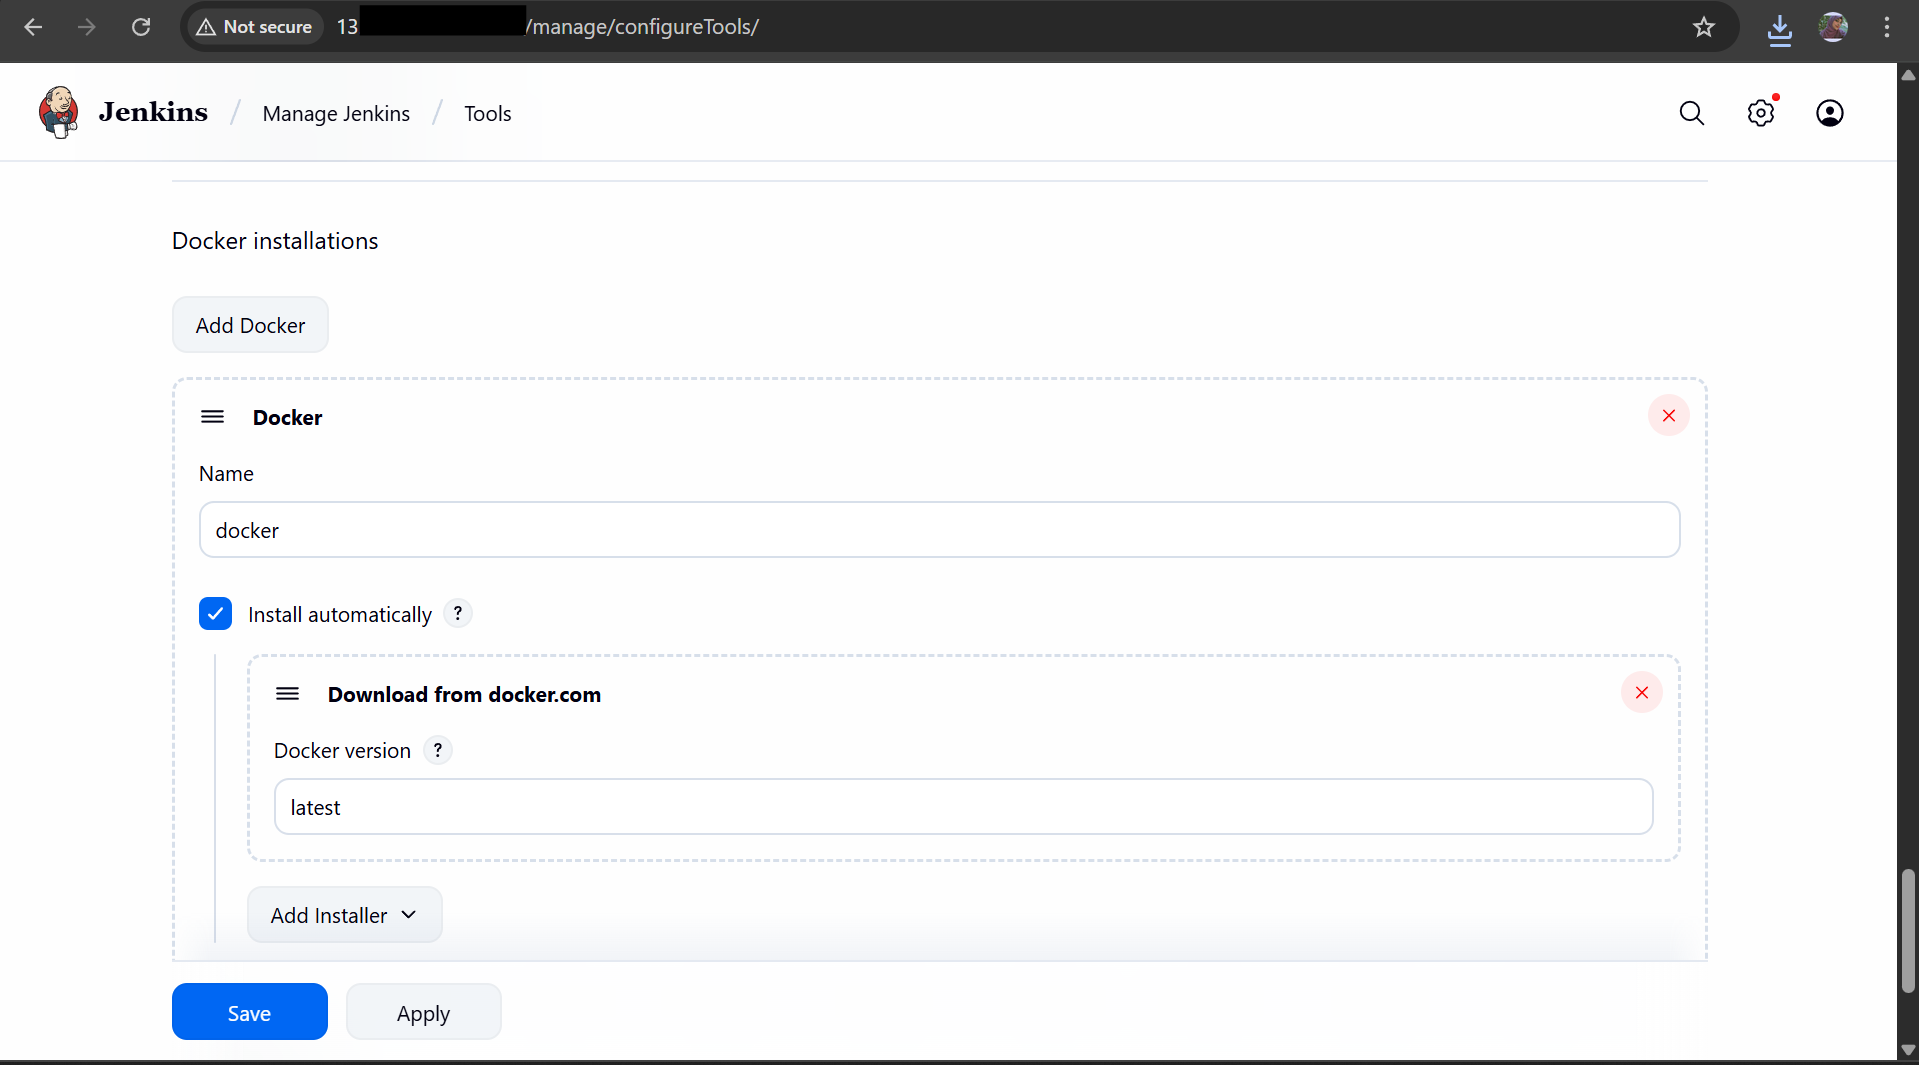 Not secure 13 /manage/configureTools/
Jenkins / Manage Jenkins / Tools
Docker installations
Add Docker
Docker
Name
docker
Install automatically ?
Download from docker.com
Docker version ?
latest
Add Installer
Save Apply